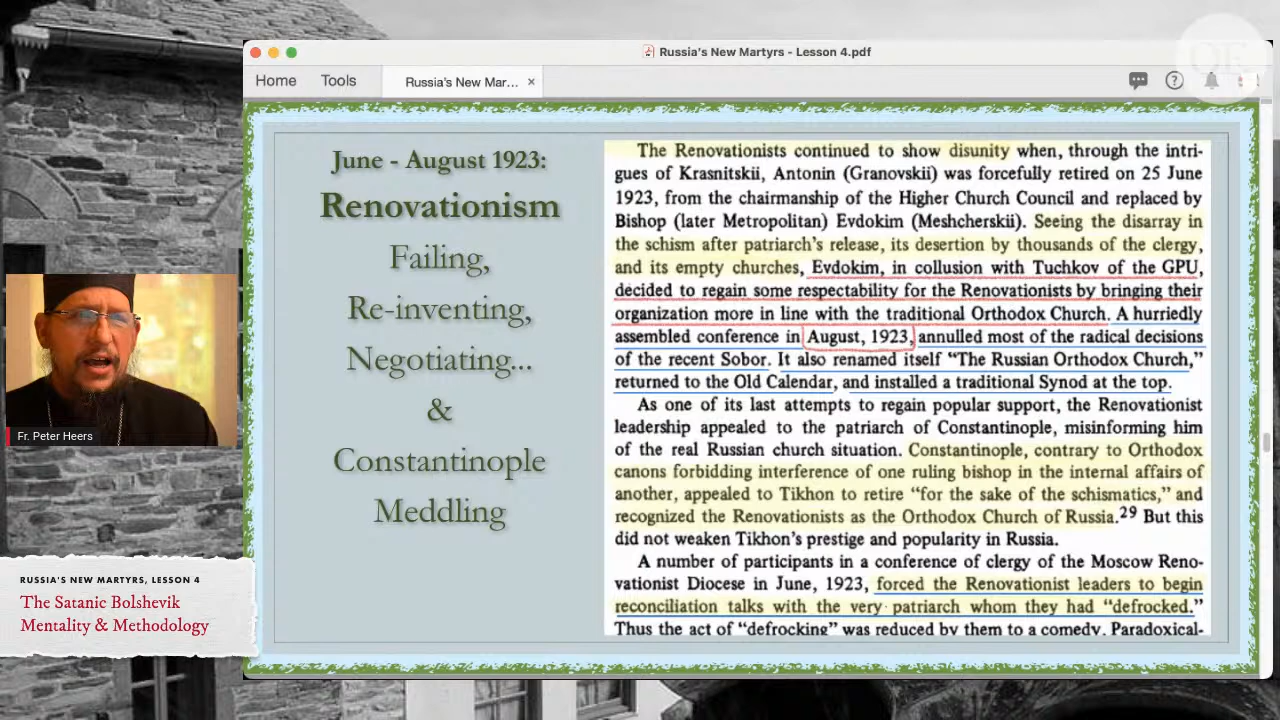 Russia's New Martyrs - Lesson 4.pdf
Home
Tools
Russia's New Mar... ×
June - August 1923:
Renovationism
Failing,
Re-inventing,
Negotiating...
&
Constantinople
Meddling
The Renovationists continued to show disunity when, through the intri-
gues of Krasnitskii, Antonin (Granovskii) was forcefully retired on 25 June
1923, from the chairmanship of the Higher Church Council and replaced by
Bishop (later Metropolitan) Evdokim (Meshcherskii). Seeing the disarray in
the schism after patriarch's release, its desertion by thousands of the clergy,
and its empty churches, Evdokim, in collusion with Tuchkov of the GPU,
decided to regain some respectability for the Renovationists by bringing their
organization more in line with the traditional Orthodox Church. A hurriedly
assembled conference in August, 1923, annulled most of the radical decisions
of the recent Sobor. It also renamed itself “The Russian Orthodox Church,”
returned to the Old Calendar, and installed a traditional Synod at the top.
As one of its last attempts to regain popular support, the Renovationist
leadership appealed to the patriarch of Constantinople, misinforming him
of the real Russian church situation. Constantinople, contrary to Orthodox
canons forbidding interference of one ruling bishop in the internal affairs of
another, appealed to Tikhon to retire “for the sake of the schismatics,” and
recognized the Renovationists as the Orthodox Church of Russia.29 But this
did not weaken Tikhon's prestige and popularity in Russia.
A number of participants in a conference of clergy of the Moscow Reno-
vationist Diocese in June, 1923, forced the Renovationist leaders to begin
reconciliation talks with the very patriarch whom they had “defrocked.”
Thus the act of “defrocking” was reduced by them to a comedy. Paradoxical-
Fr. Peter Heers
RUSSIA'S NEW MARTYRS, LESSON 4
The Satanic Bolshevik
Mentality & Methodology